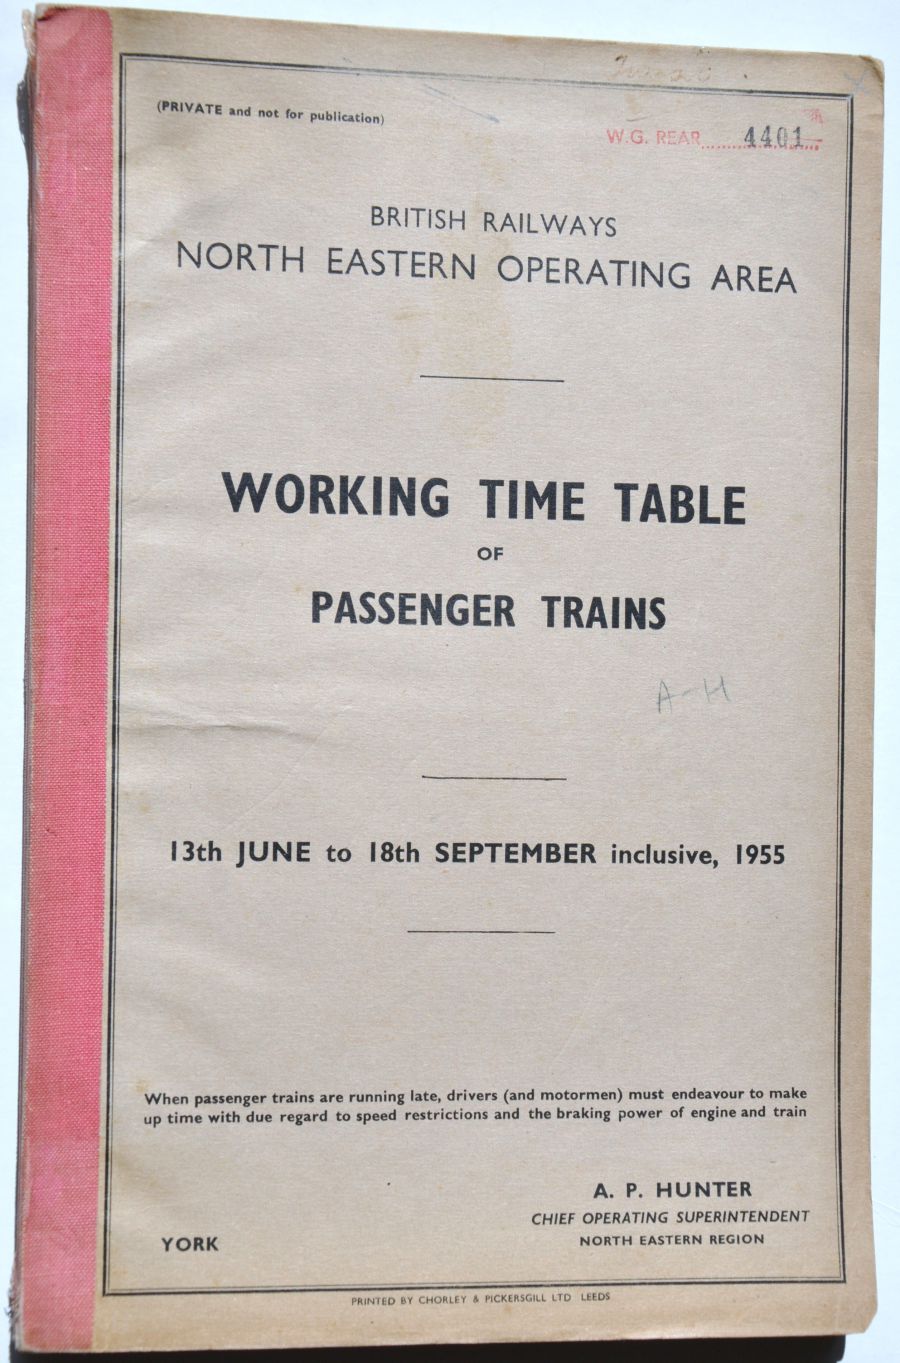 (PRIVATE and not for publication)
W.G. REAR 4401
BRITISH RAILWAYS
NORTH EASTERN OPERATING AREA
WORKING TIME TABLE
OF
PASSENGER TRAINS
A-H
13th JUNE to 18th SEPTEMBER inclusive, 1955
When passenger trains are running late, drivers (and motormen) must endeavour to make
up time with due regard to speed restrictions and the braking power of engine and train
A. P. HUNTER
CHIEF OPERATING SUPERINTENDENT
YORK
NORTH EASTERN REGION
PRINTED BY CHORLEY & PICKERSGILL LTD LEEDS